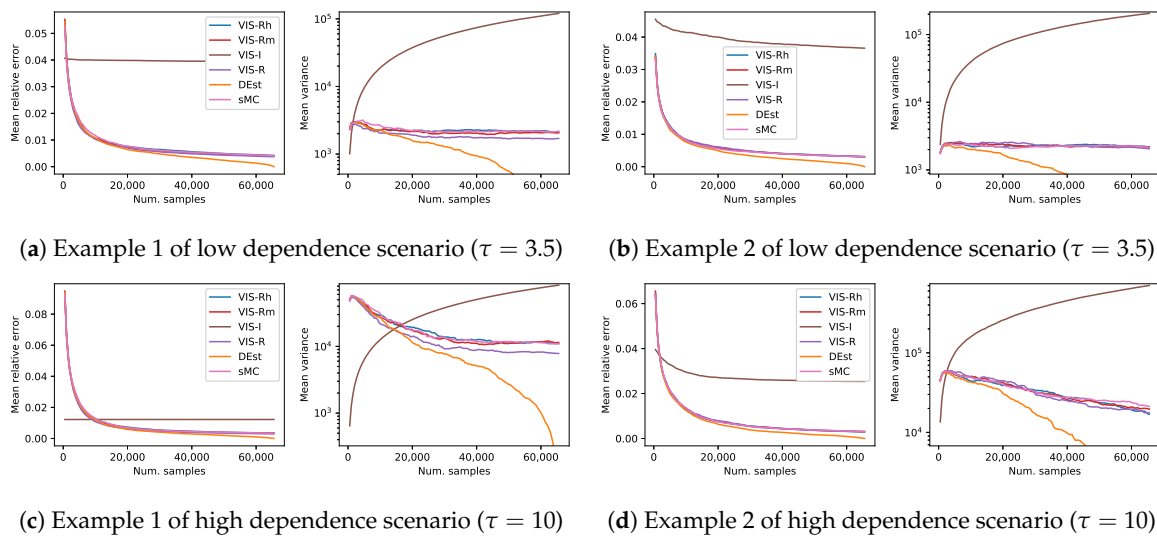 Mean relative error
0.05
0.04
0.03
0.02
0.01
0.00
0
20,000
40,000
60,000
Num. samples
VIS-Rh
VIS-Rm
VIS-I
VIS-R
DEst
sMC
Mean variance
10^5
10^4
10^3
0
20,000
40,000
60,000
Num. samples
(a) Example 1 of low dependence scenario (τ = 3.5)
Mean relative error
0.04
0.03
0.02
0.01
0.00
0
20,000
40,000
60,000
Num. samples
VIS-Rh
VIS-Rm
VIS-I
VIS-R
DEst
sMC
Mean variance
10^5
10^4
10^3
0
20,000
40,000
60,000
Num. samples
(b) Example 2 of low dependence scenario (τ = 3.5)
Mean relative error
0.08
0.06
0.04
0.02
0.00
0
20,000
40,000
60,000
Num. samples
VIS-Rh
VIS-Rm
VIS-I
VIS-R
DEst
sMC
Mean variance
10^4
10^3
0
20,000
40,000
60,000
Num. samples
(c) Example 1 of high dependence scenario (τ = 10)
Mean relative error
0.06
0.04
0.02
0.00
0
20,000
40,000
60,000
Num. samples
VIS-Rh
VIS-Rm
VIS-I
VIS-R
DEst
sMC
Mean variance
10^5
10^4
0
20,000
40,000
60,000
Num. samples
(d) Example 2 of high dependence scenario (τ = 10)